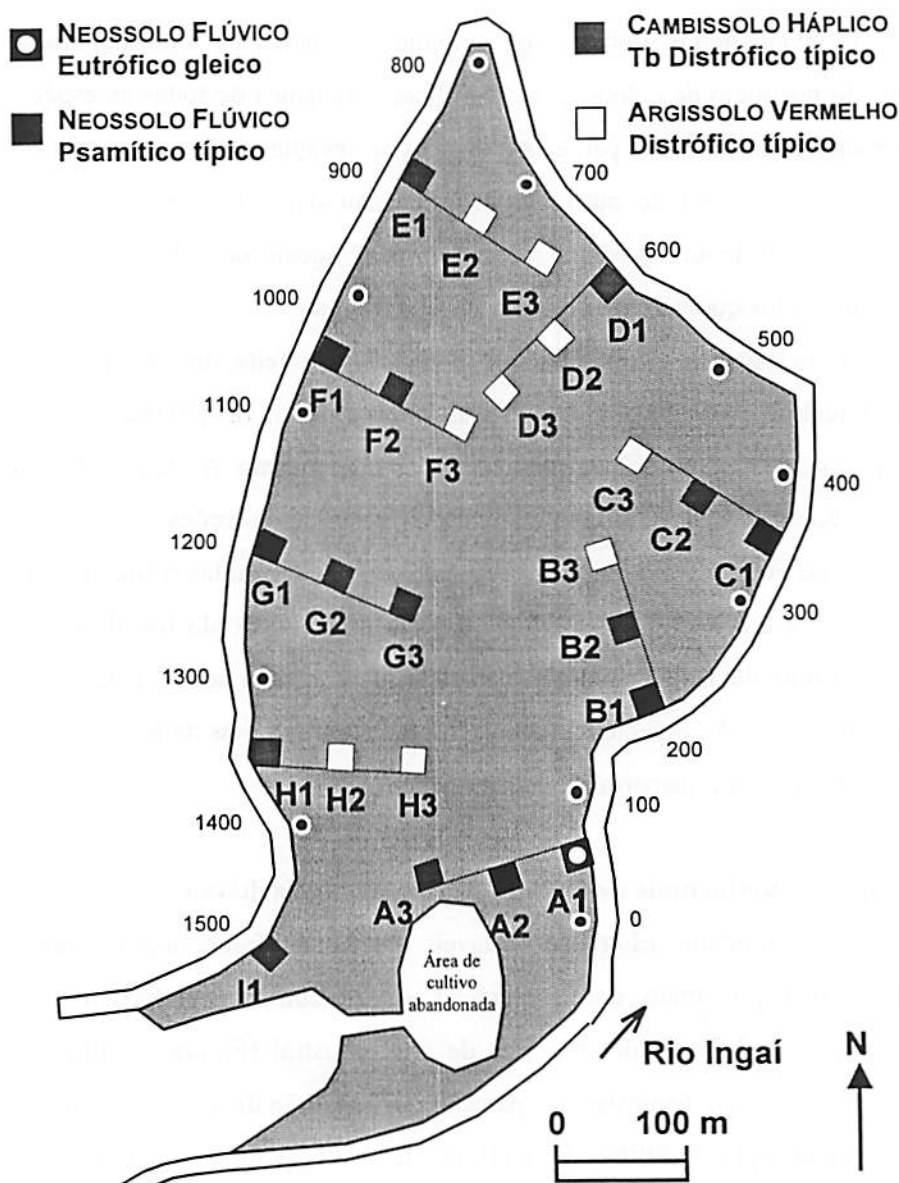 NEOSSOLO FLÚVICO
Eutrófico gleico
NEOSSOLO FLÚVICO
Psamítico típico
CAMBISSOLO HÁPLICO
Tb Distrófico típico
ARGISSOLO VERMELHO
Distrófico típico
800
900
700
E1
E2
600
E3
D1
1000
500
D2
D3
1100
F1
F2
F3
400
C3
C2
C1
1200
B3
G1
G2
300
G3
B2
1300
B1
200
H1
H2
H3
100
1400
A3
A2
A1
0
1500
I1
Área de
cultivo
abandonada
Rio Ingaí
N
0
100 m